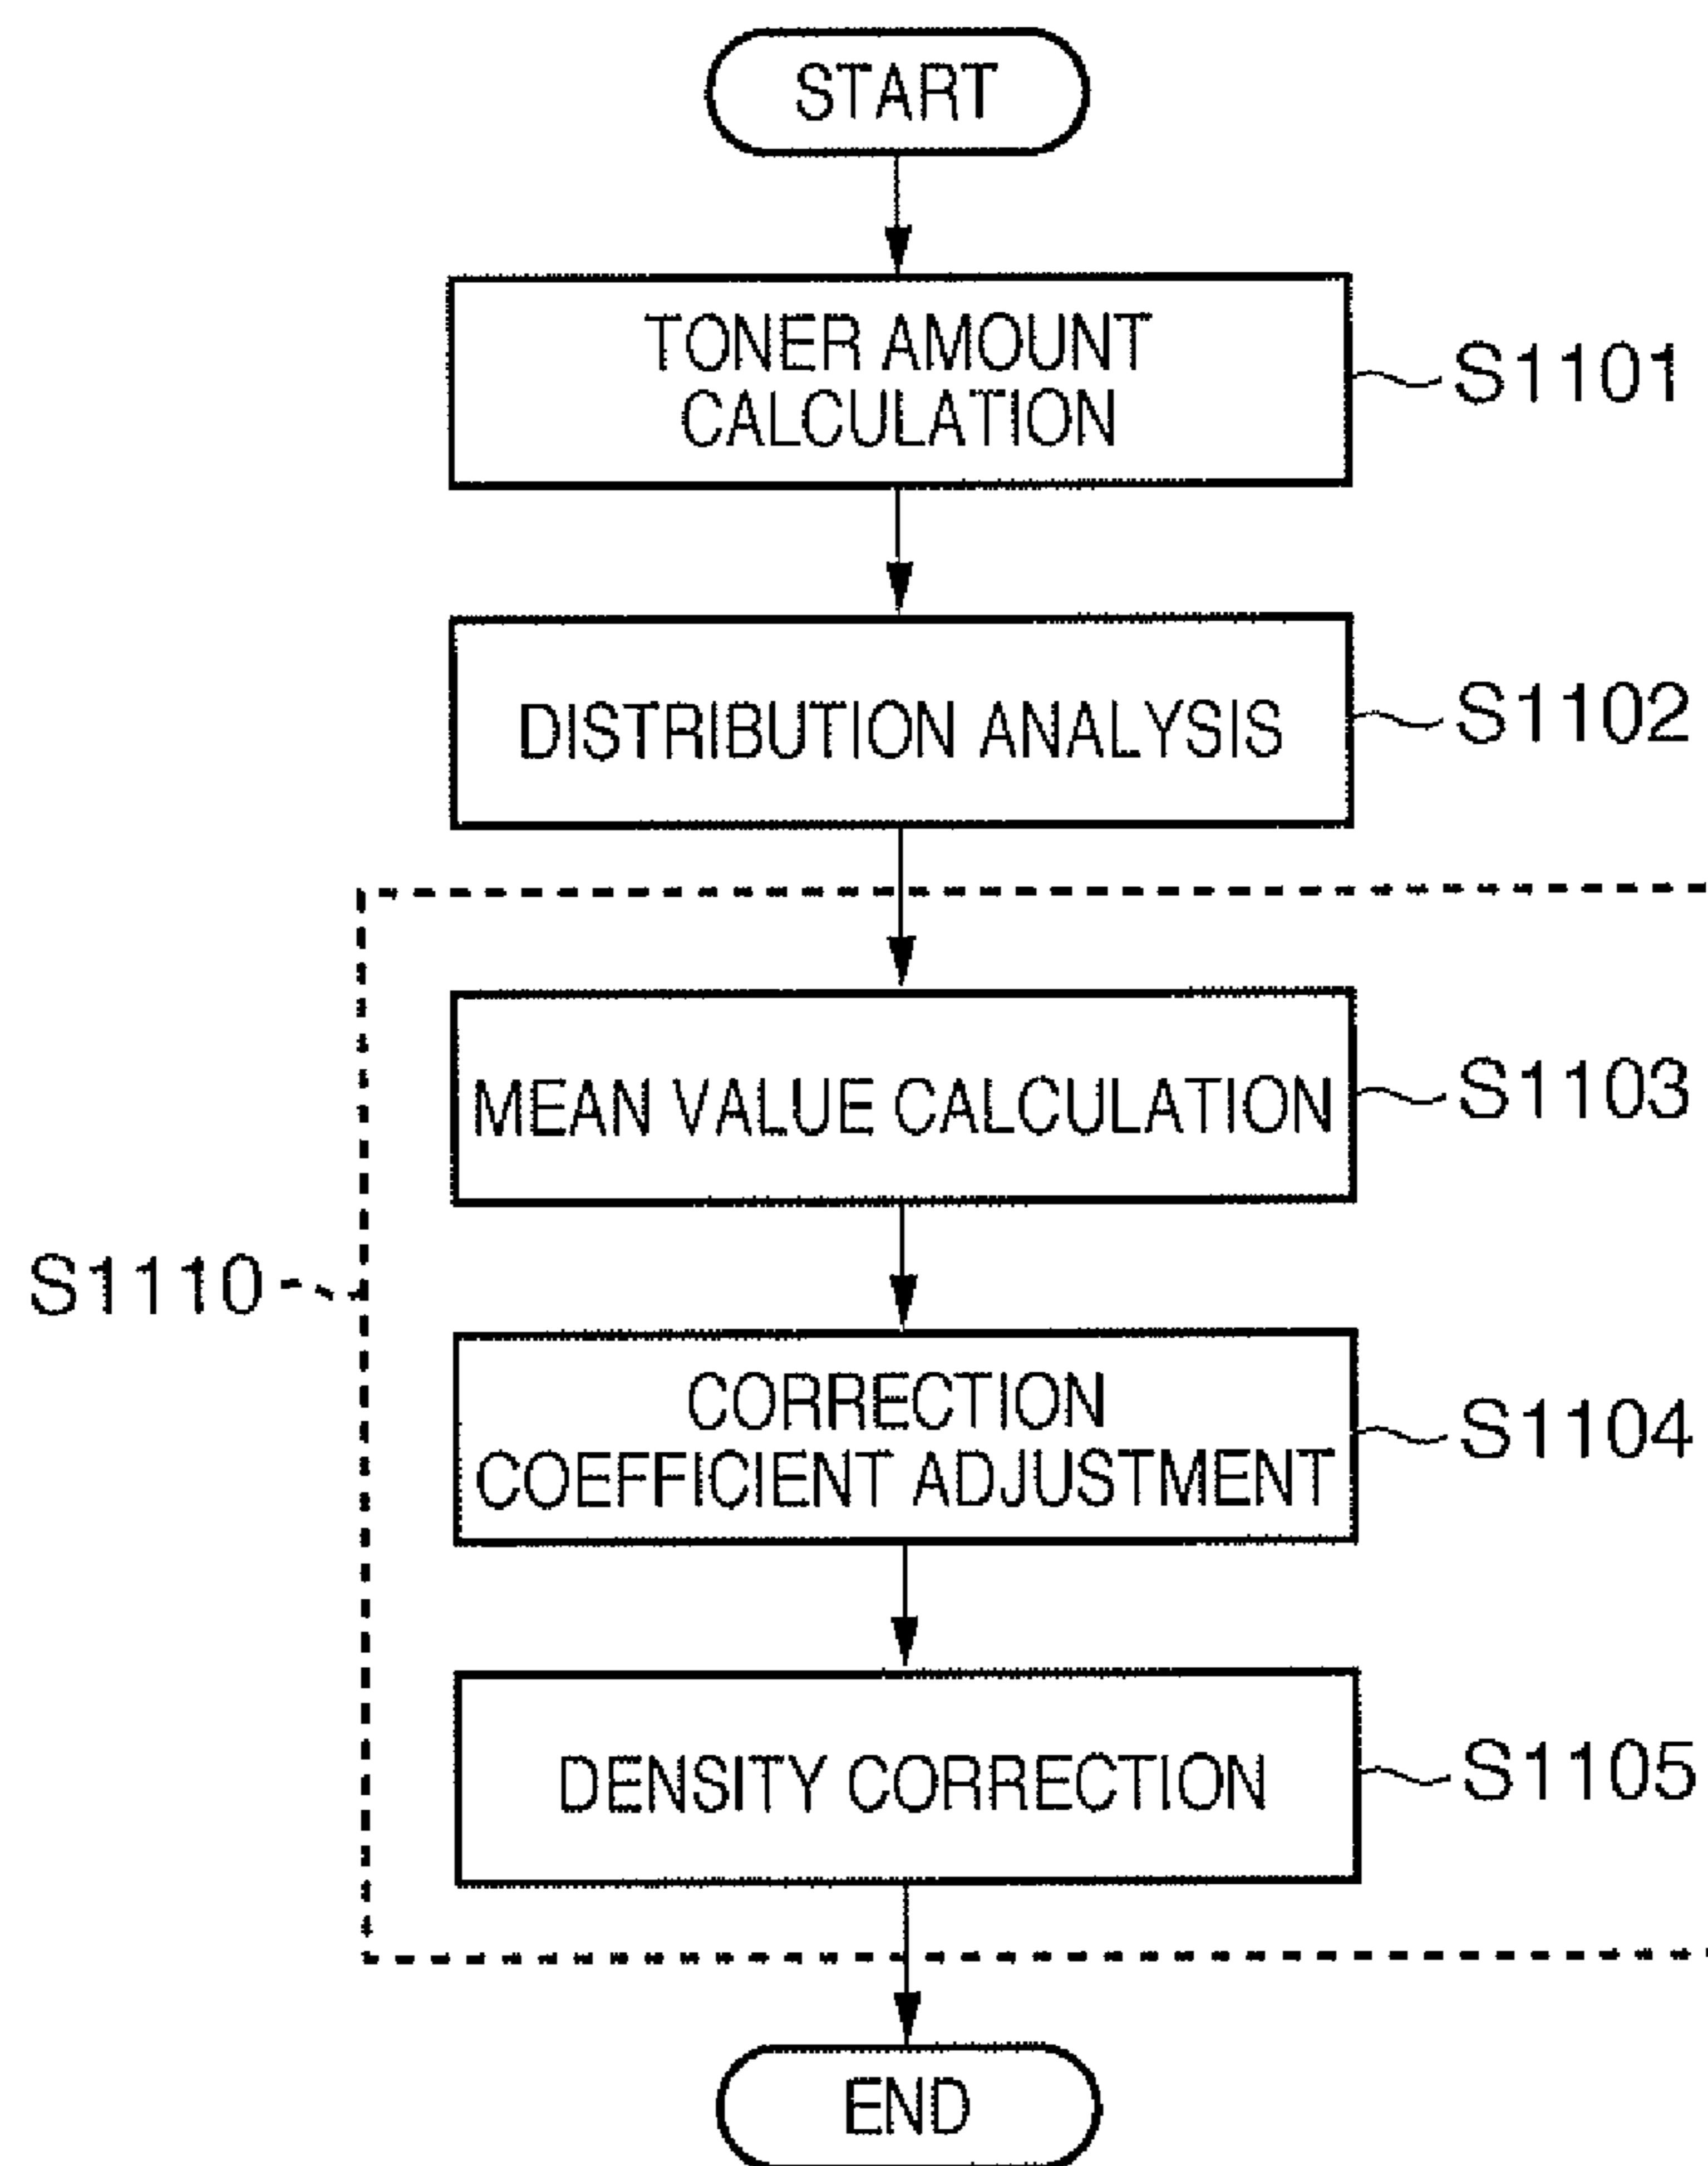 START
TONER AMOUNT
CALCULATION
S1101
DISTRIBUTION ANALYSIS
S1102
MEAN VALUE CALCULATION
S1103
S1110
CORRECTION
COEFFICIENT ADJUSTMENT
S1104
DENSITY CORRECTION
S1105
END